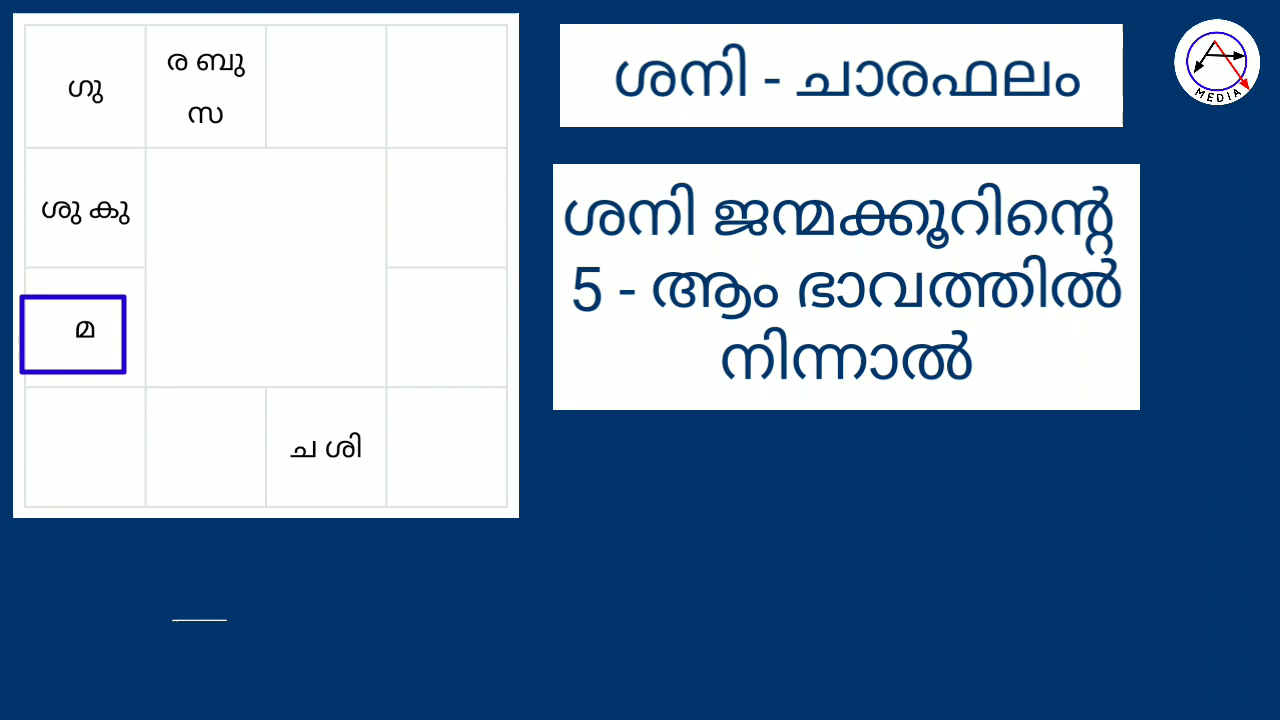 ഗു
ര ബു
സ
ശു കു
മ
ച ശി
ശനി - ചാരഫലം
ശനി ജന്മക്കൂറിന്റെ
5 - ആം ഭാവത്തിൽ
നിന്നാൽ
MEDIA